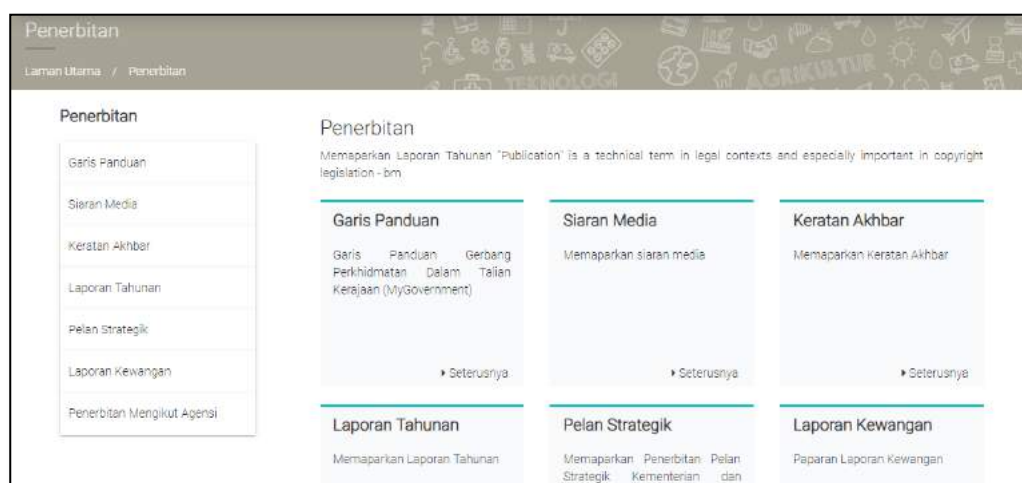 Penerbitan
Laman Utama / Penerbitan
TEKNOLOGI
AGRIKULTUR
Penerbitan
Garis Panduan
Siaran Media
Keratan Akhbar
Laporan Tahunan
Pelan Strategik
Laporan Kewangan
Penerbitan Mengikut Agensi
Penerbitan
Memaparkan Laporan Tahunan "Publication" is a technical term in legal contexts and especially important in copyright
legislation - bm
Garis Panduan
Garis Panduan Gerbang
Perkhidmatan Dalam Talian
Kerajaan (MyGovernment)
Seterusnya
Siaran Media
Memaparkan siaran media
Seterusnya
Keratan Akhbar
Memaparkan Keratan Akhbar
Seterusnya
Laporan Tahunan
Memaparkan Laporan Tahunan
Pelan Strategik
Memaparkan Penerbitan Pelan
Strategik Kementerian dan
Laporan Kewangan
Paparan Laporan Kewangan